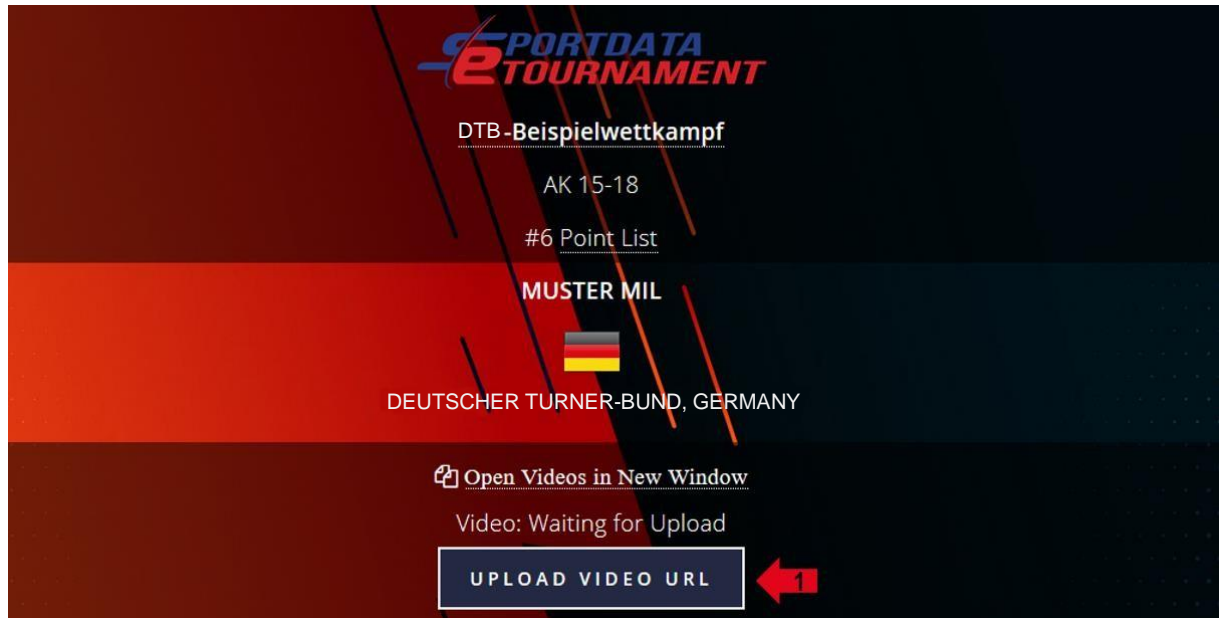 SPORTDATA
eTOURNAMENT
DTB-Beispielwettkampf
AK 15-18
#6 Point List
MUSTER MIL
DEUTSCHER TURNER-BUND, GERMANY
Open Videos in New Window
Video: Waiting for Upload
UPLOAD VIDEO URL 1